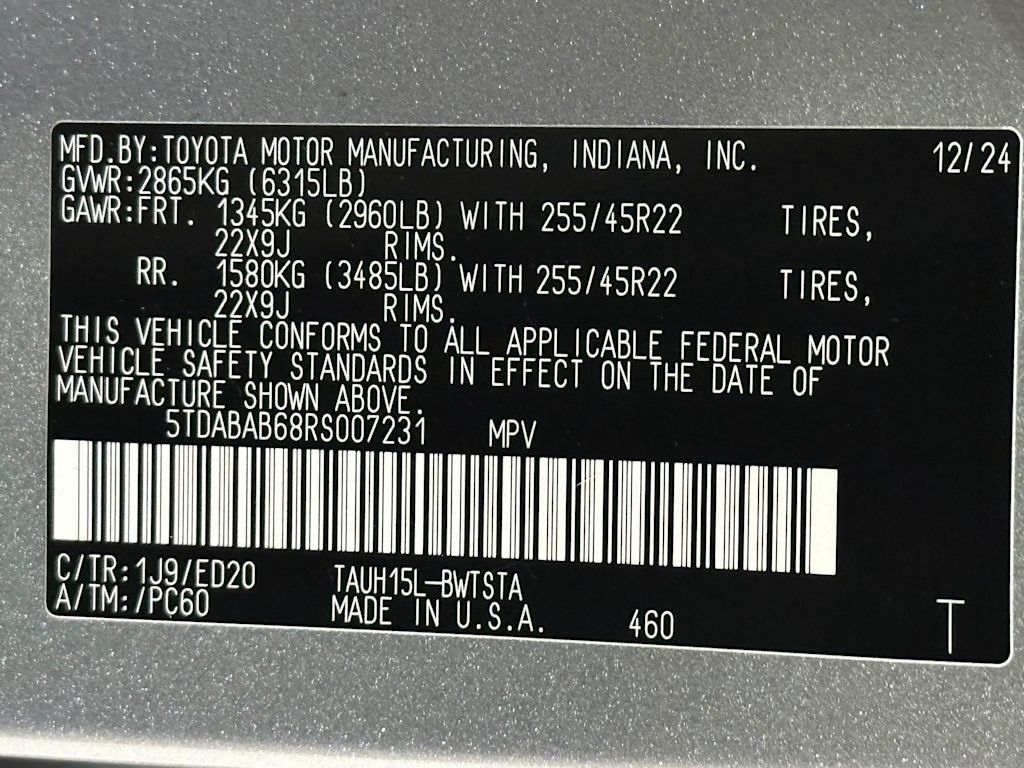 MFD.BY:TOYOTA MOTOR MANUFACTURING, INDIANA, INC. 12/24
GVWR:2865KG (6315LB)
GAWR:FRT. 1345KG (2960LB) WITH 255/45R22 TIRES,
22X9J RIMS.
RR. 1580KG (3485LB) WITH 255/45R22 TIRES,
22X9J RIMS.
THIS VEHICLE CONFORMS TO ALL APPLICABLE FEDERAL MOTOR
VEHICLE SAFETY STANDARDS IN EFFECT ON THE DATE OF
MANUFACTURE SHOWN ABOVE.
5TDABAB68RS007231 MPV
C/TR:1J9/ED20 TAUH15L-BWTSTA
A/TM:/PC60 MADE IN U.S.A. 460 T